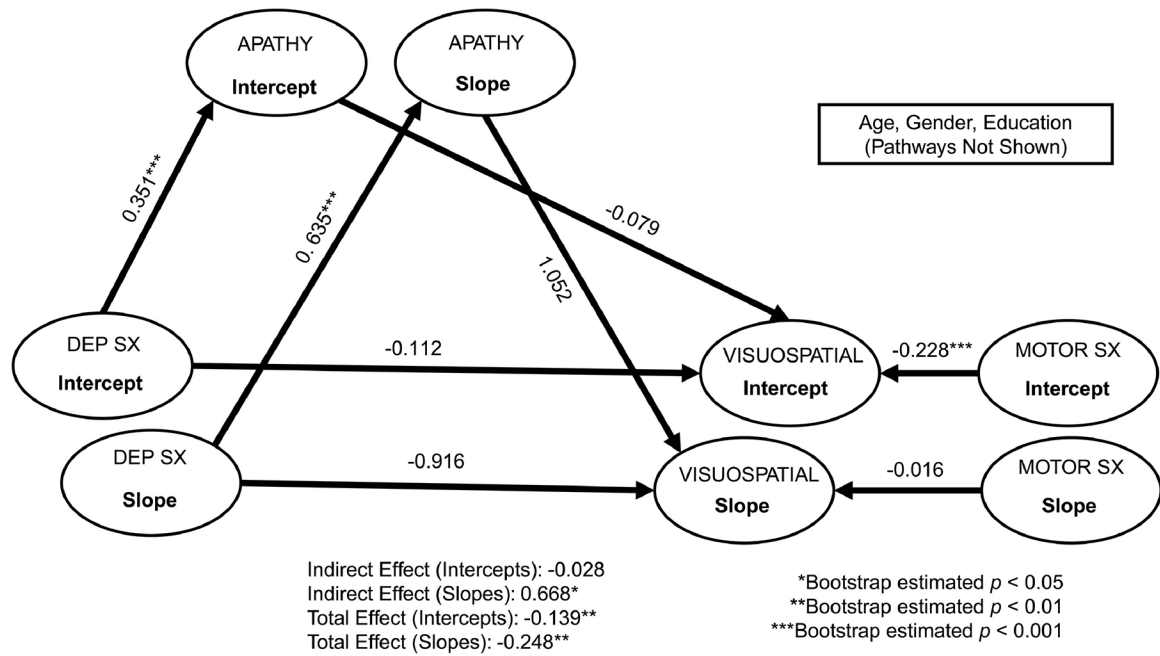 APATHY
Intercept
APATHY
Slope
Age, Gender, Education
(Pathways Not Shown)
0.351***
0. 635***
-0.079
1.052
DEP SX
Intercept
-0.112
VISUOSPATIAL
Intercept
-0.228***
MOTOR SX
Intercept
DEP SX
Slope
-0.916
VISUOSPATIAL
Slope
-0.016
MOTOR SX
Slope
Indirect Effect (Intercepts): -0.028
Indirect Effect (Slopes): 0.668*
Total Effect (Intercepts): -0.139**
Total Effect (Slopes): -0.248**
*Bootstrap estimated p < 0.05
**Bootstrap estimated p < 0.01
***Bootstrap estimated p < 0.001